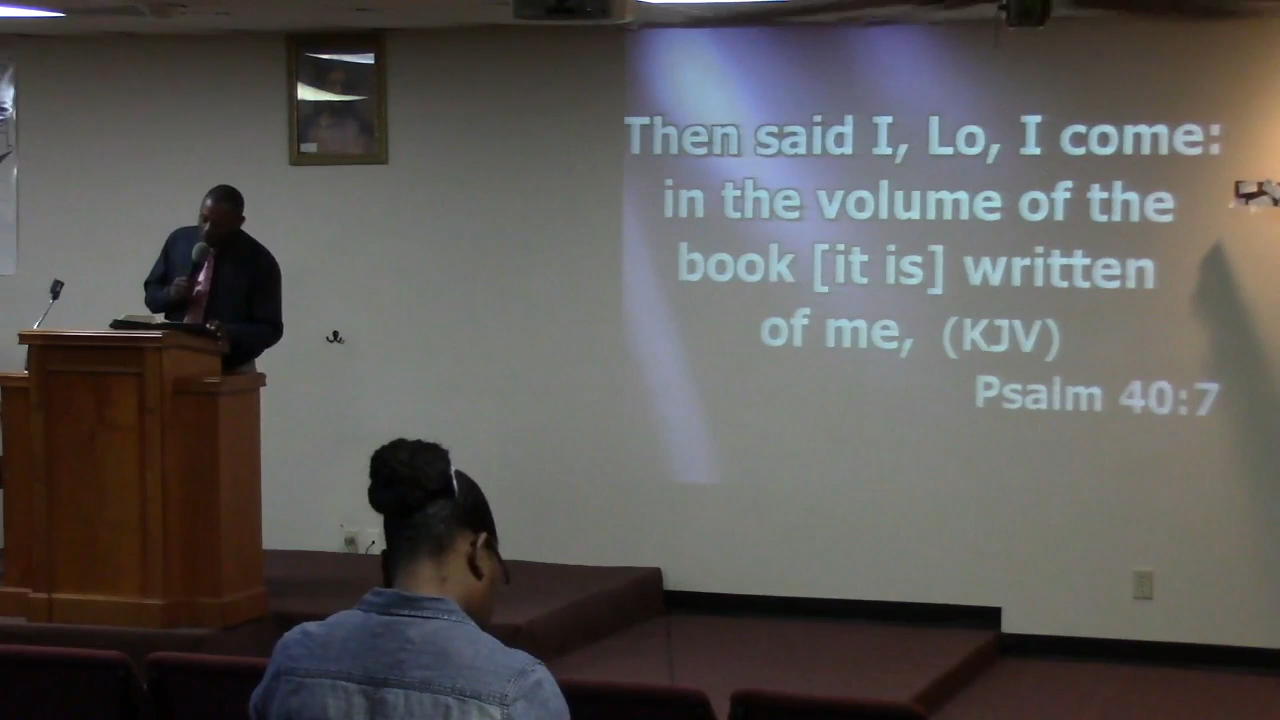 Then said I, Lo, I come:
in the volume of the
book [it is] written
of me, (KJV)
Psalm 40:7